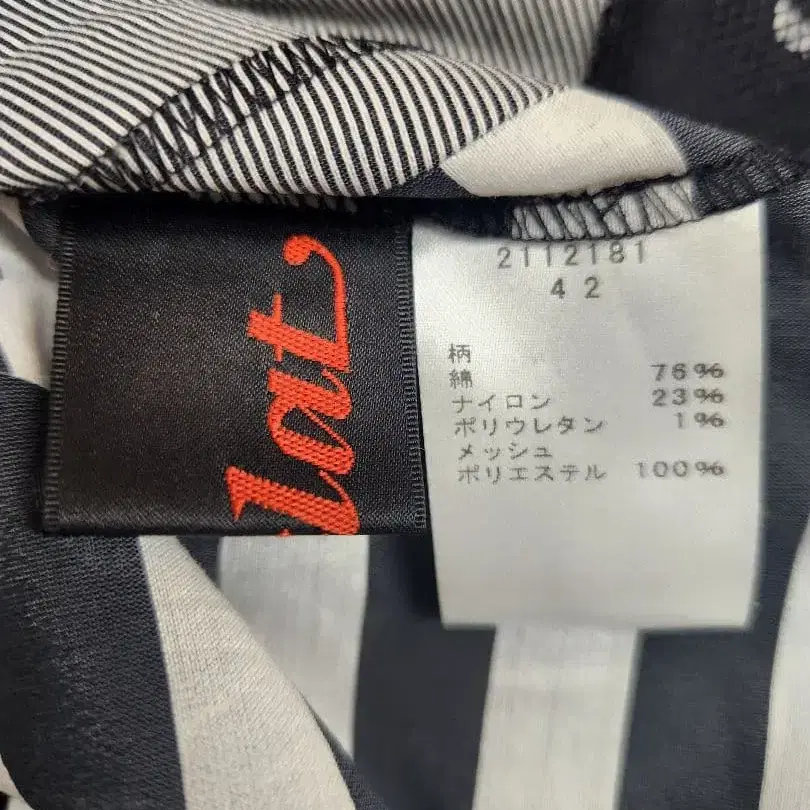 lat,
2112181
42
柄
綿 76%
ナイロン 23%
ポリウレタン 1%
メッシュ
ポリエステル 100%